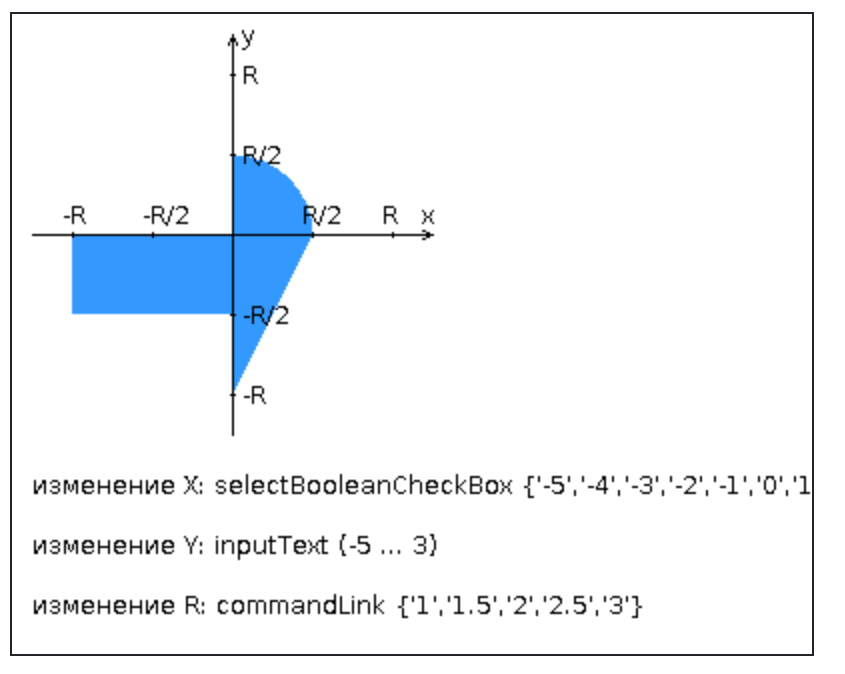 y
R
R/2
-R -R/2 R/2 R x
-R/2
-R
изменение X: selectBooleanCheckBox {'-5','-4','-3','-2','-1','0','1
изменение Y: inputText (-5 ... 3)
изменение R: commandLink {'1','1.5','2','2.5','3'}